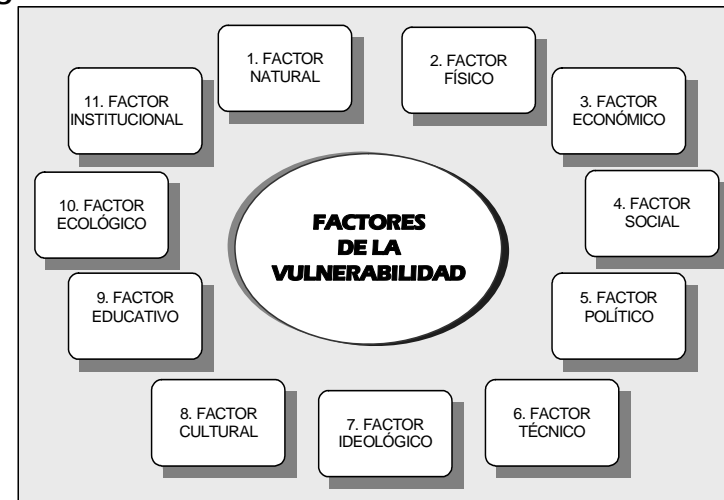 1. FACTOR
NATURAL
2. FACTOR
FÍSICO
3. FACTOR
ECONÓMICO
4. FACTOR
SOCIAL
5. FACTOR
POLÍTICO
6. FACTOR
TÉCNICO
7. FACTOR
IDEOLÓGICO
8. FACTOR
CULTURAL
9. FACTOR
EDUCATIVO
10. FACTOR
ECOLÓGICO
11. FACTOR
INSTITUCIONAL
FACTORES
DE LA
VULNERABILIDAD